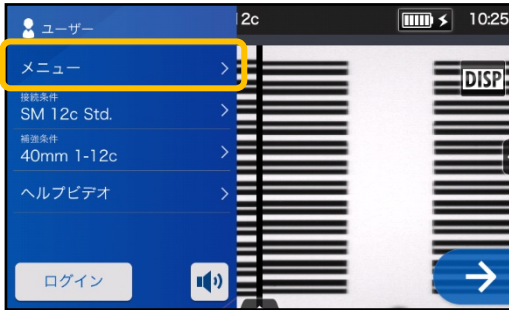 ユーザー
2c
10:25
メニュー
DISP
接続条件
SM 12c Std.
補強条件
40mm 1-12c
ヘルプビデオ
ログイン